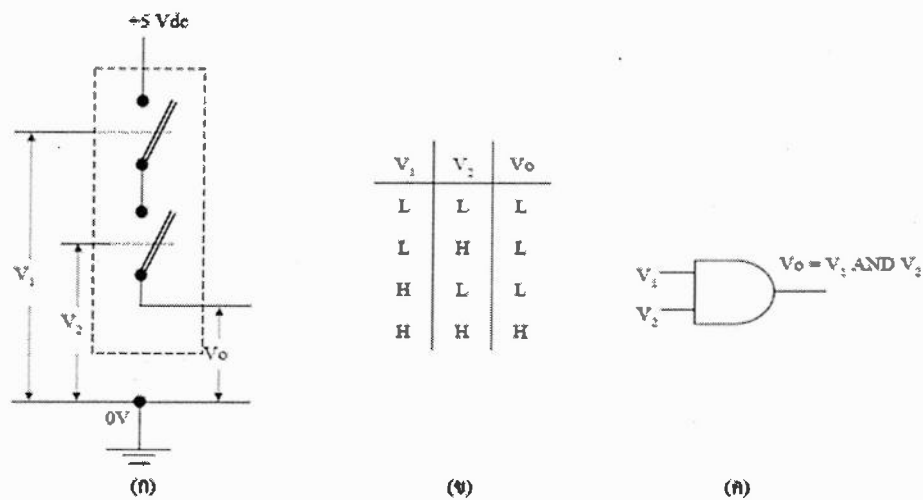 +5 Vdc
V₁
V₂
Vo
0V
(ก)
V₁ V₂ Vo
L L L
L H L
H L L
H H H
(ข)
V₁
V₂
Vo = V₁ AND V₂
(ค)